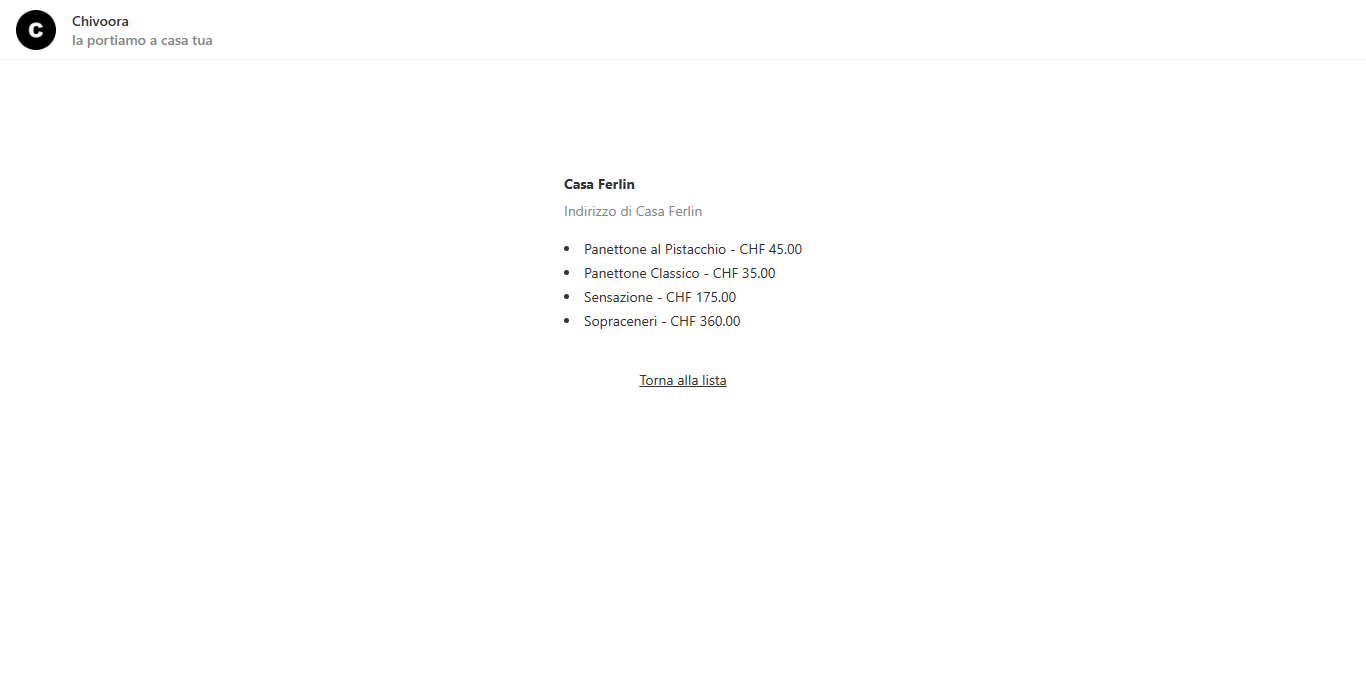 C
Chivoora
la portiamo a casa tua
Casa Ferlin
Indirizzo di Casa Ferlin
• Panettone al Pistacchio - CHF 45.00
• Panettone Classico - CHF 35.00
• Sensazione - CHF 175.00
• Sopraceneri - CHF 360.00
Torna alla lista